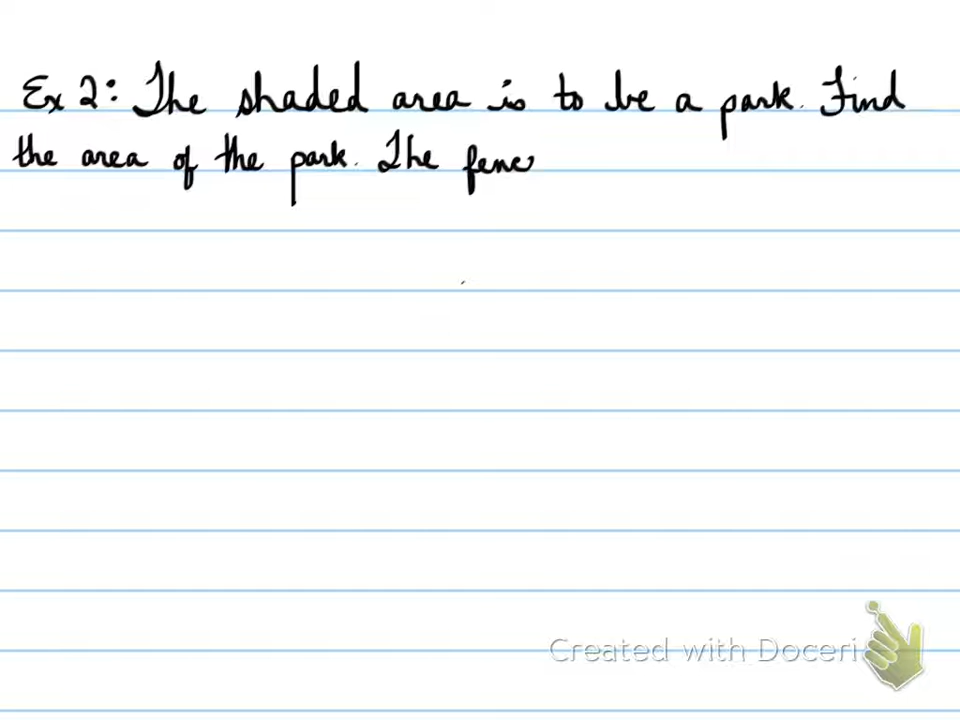 Ex 2: The shaded area is to be a park. Find
the area of the park. The fenc
Created with Doceri